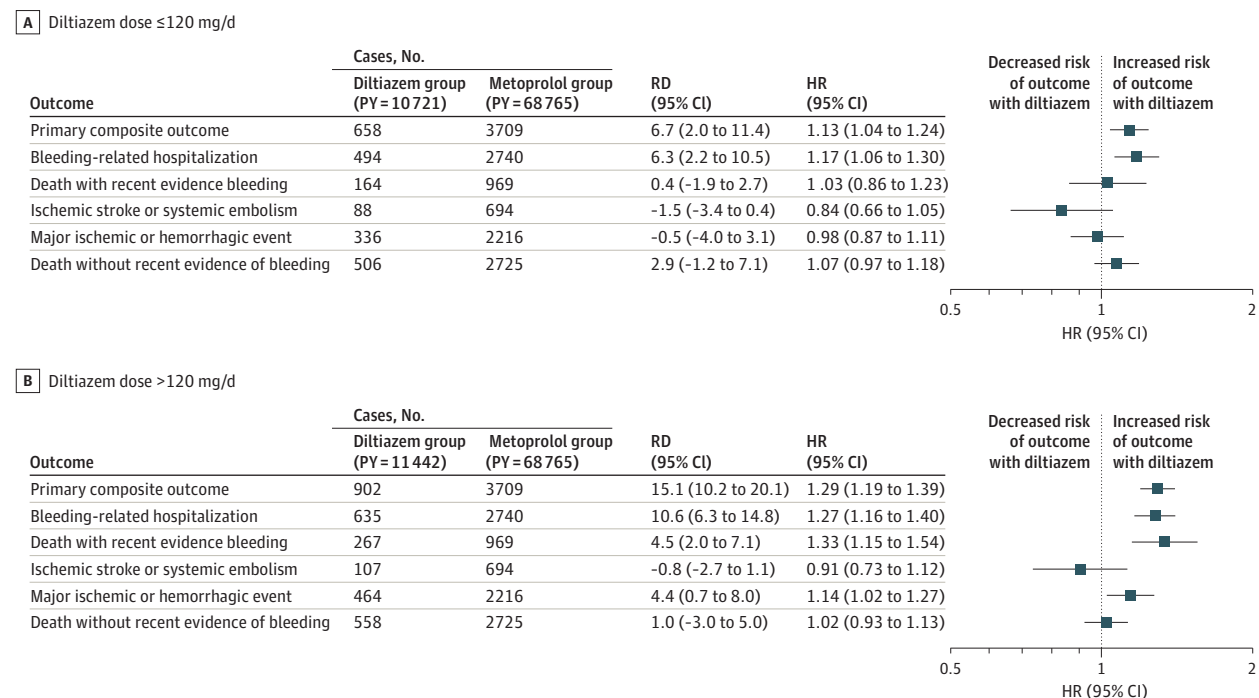 A Diltiazem dose ≤120 mg/d
Cases, No.
Outcome Diltiazem group (PY = 10 721) Metoprolol group (PY = 68 765) RD (95% Cl) HR (95% CI)
Decreased risk of outcome with diltiazem Increased risk of outcome with diltiazem
Primary composite outcome 658 3709 6.7 (2.0 to 11.4) 1.13 (1.04 to 1.24)
Bleeding-related hospitalization 494 2740 6.3 (2.2 to 10.5) 1.17 (1.06 to 1.30)
Death with recent evidence bleeding 164 969 0.4 (-1.9 to 2.7) 1 .03 (0.86 to 1.23)
Ischemic stroke or systemic embolism 88 694 -1.5 (-3.4 to 0.4) 0.84 (0.66 to 1.05)
Major ischemic or hemorrhagic event 336 2216 -0.5 (-4.0 to 3.1) 0.98 (0.87 to 1.11)
Death without recent evidence of bleeding 506 2725 2.9 (-1.2 to 7.1) 1.07 (0.97 to 1.18)
0.5 1 2
HR (95% CI)
B Diltiazem dose >120 mg/d
Cases, No.
Outcome Diltiazem group (PY = 11 442) Metoprolol group (PY = 68 765) RD (95% Cl) HR (95% CI)
Decreased risk of outcome with diltiazem Increased risk of outcome with diltiazem
Primary composite outcome 902 3709 15.1 (10.2 to 20.1) 1.29 (1.19 to 1.39)
Bleeding-related hospitalization 635 2740 10.6 (6.3 to 14.8) 1.27 (1.16 to 1.40)
Death with recent evidence bleeding 267 969 4.5 (2.0 to 7.1) 1.33 (1.15 to 1.54)
Ischemic stroke or systemic embolism 107 694 -0.8 (-2.7 to 1.1) 0.91 (0.73 to 1.12)
Major ischemic or hemorrhagic event 464 2216 4.4 (0.7 to 8.0) 1.14 (1.02 to 1.27)
Death without recent evidence of bleeding 558 2725 1.0 (-3.0 to 5.0) 1.02 (0.93 to 1.13)
0.5 1 2
HR (95% CI)